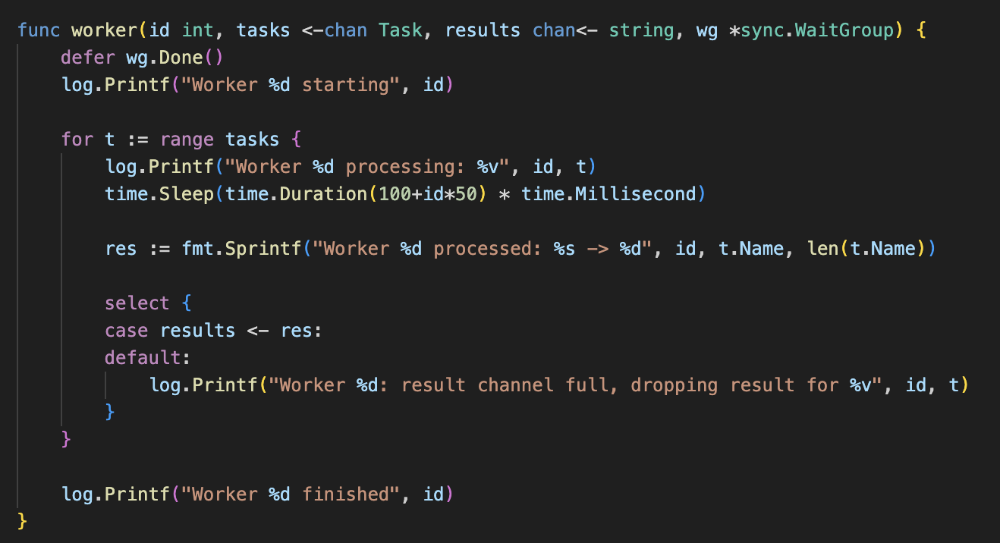 func worker(id int, tasks <-chan Task, results chan<- string, wg *sync.WaitGroup) {
    defer wg.Done()
    log.Printf("Worker %d starting", id)

    for t := range tasks {
        log.Printf("Worker %d processing: %v", id, t)
        time.Sleep(time.Duration(100+id*50) * time.Millisecond)

        res := fmt.Sprintf("Worker %d processed: %s -> %d", id, t.Name, len(t.Name))

        select {
        case results <- res:
        default:
            log.Printf("Worker %d: result channel full, dropping result for %v", id, t)
        }
    }

    log.Printf("Worker %d finished", id)
}